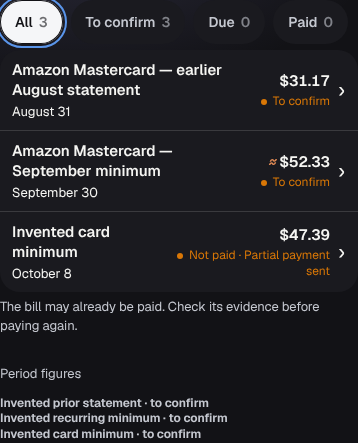 All 3 To confirm 3 Due 0 Paid 0
Amazon Mastercard — earlier
August statement
$31.17
To confirm
August 31
Amazon Mastercard —
September minimum
≈ $52.33
To confirm
September 30
Invented card
minimum
$47.39
Not paid · Partial payment
sent
October 8
The bill may already be paid. Check its evidence before
paying again.
Period figures
Invented prior statement · to confirm
Invented recurring minimum · to confirm
Invented card minimum · to confirm